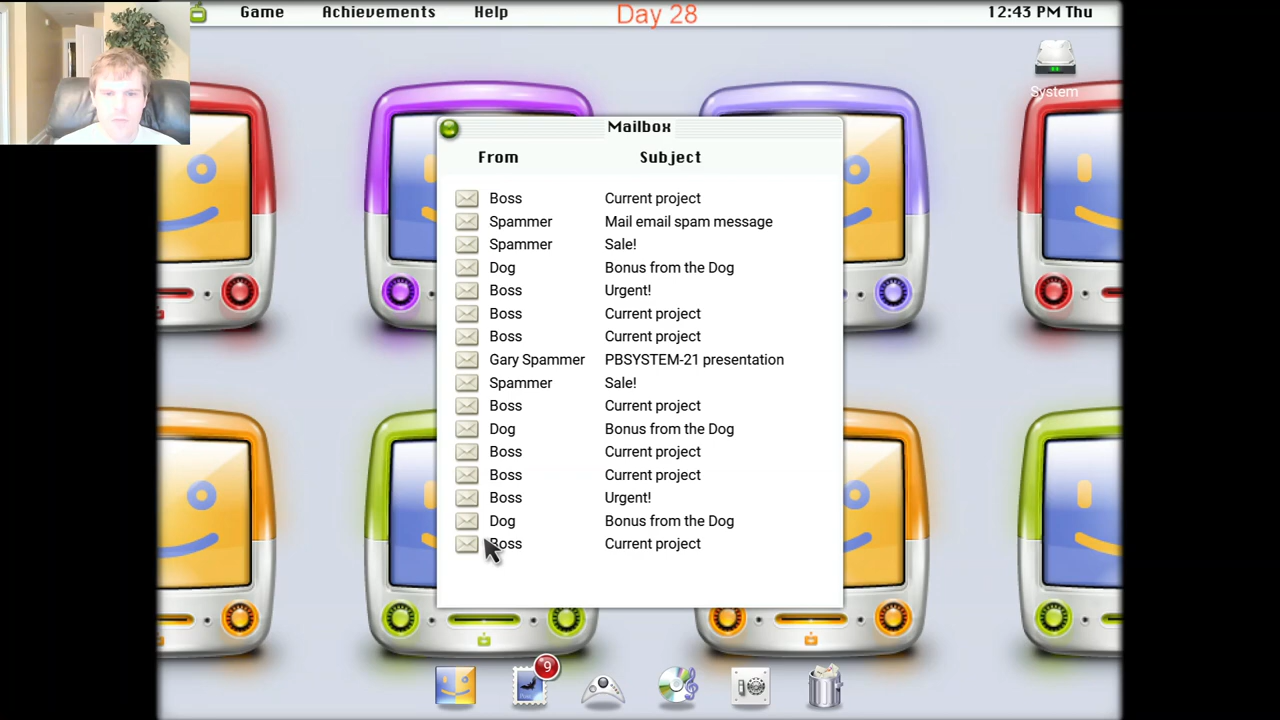 Game Achievements Help Day 28 12:43 PM Thu
System
Mailbox
From Subject
Boss Current project
Spammer Mail email spam message
Spammer Sale!
Dog Bonus from the Dog
Boss Urgent!
Boss Current project
Boss Current project
Gary Spammer PBSYSTEM-21 presentation
Spammer Sale!
Boss Current project
Dog Bonus from the Dog
Boss Current project
Boss Current project
Boss Urgent!
Dog Bonus from the Dog
Boss Current project
9